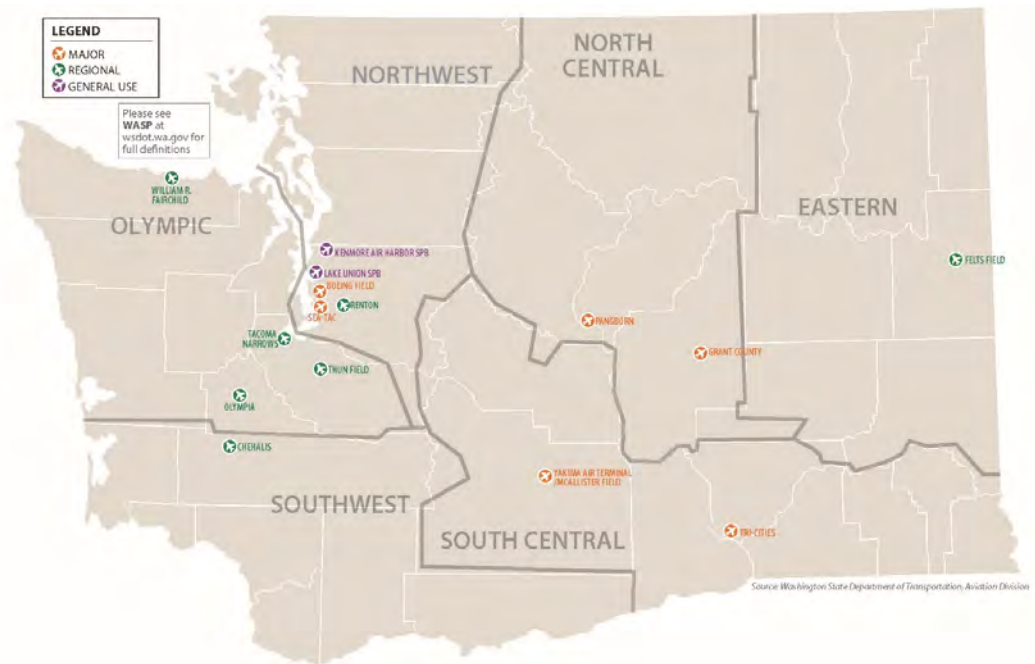 LEGEND
MAJOR
REGIONAL
GENERAL USE
Please see
WASP at
wsdot.wa.gov for
full definitions
NORTHWEST
NORTH
CENTRAL
WILLIAM R.
FAIRCHILD
OLYMPIC
EASTERN
KENMORE AIR HARBOR SPB
LAKE UNION SPB
BOEING FIELD
RENTON
SEA-TAC
FELTS FIELD
PANGBORN
TACOMA
NARROWS
GRANT COUNTY
THUN FIELD
OLYMPIA
CHEHALIS
YAKIMA AIR TERMINAL
/MCALLISTER FIELD
SOUTHWEST
SOUTH CENTRAL
TRI-CITIES
Source: Washington State Department of Transportation, Aviation Division